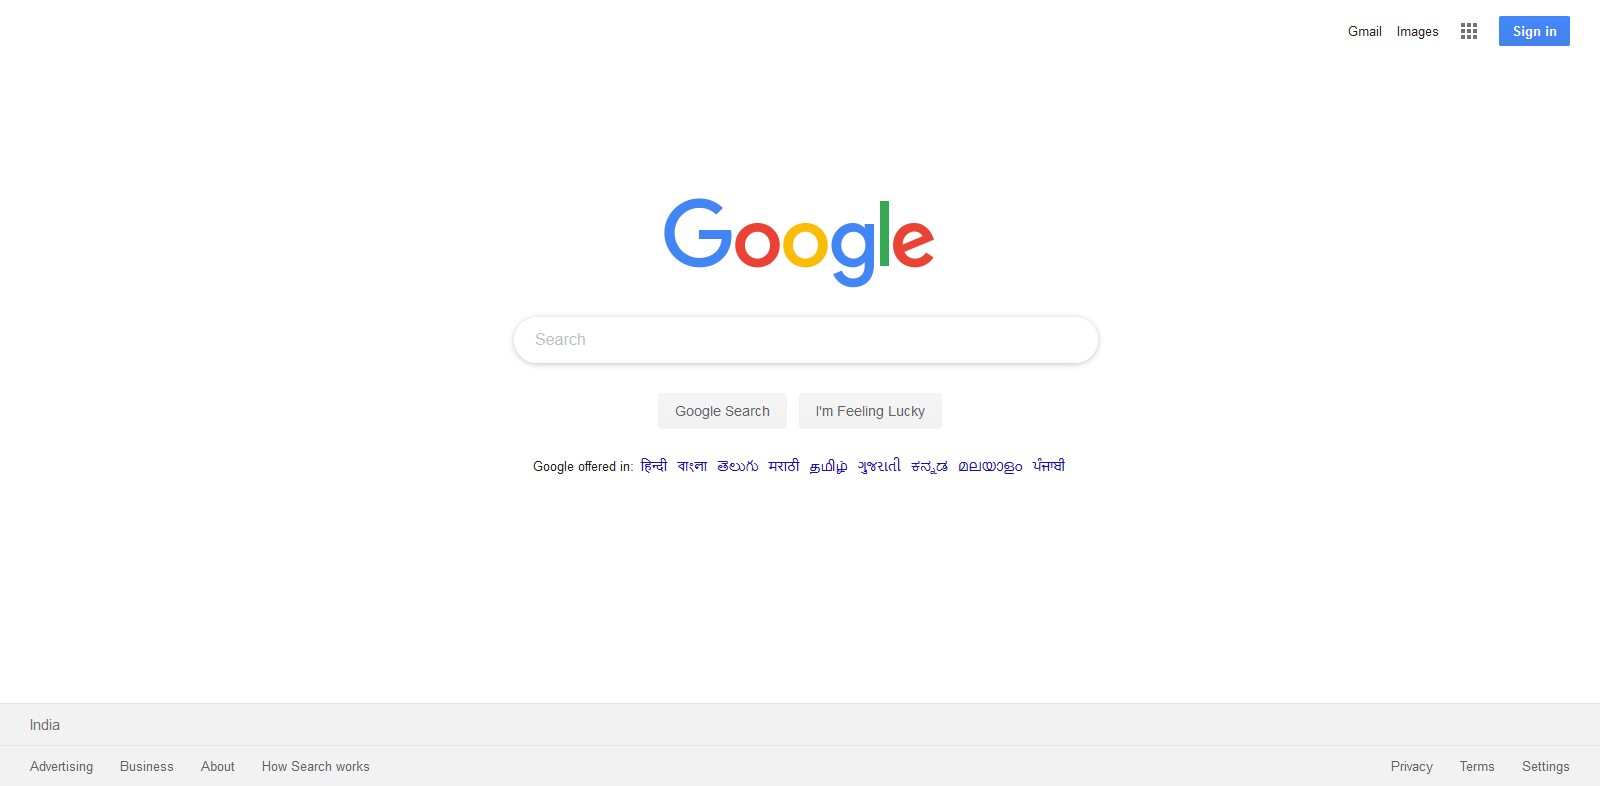 Gmail Images Sign in
Google
Search
Google Search I'm Feeling Lucky
Google offered in: हिन्दी বাংলা తెలుగు मराठी தமிழ் ગુજરાતી ಕನ್ನಡ മലയാളം ਪੰਜਾਬੀ
India
Advertising Business About How Search works Privacy Terms Settings